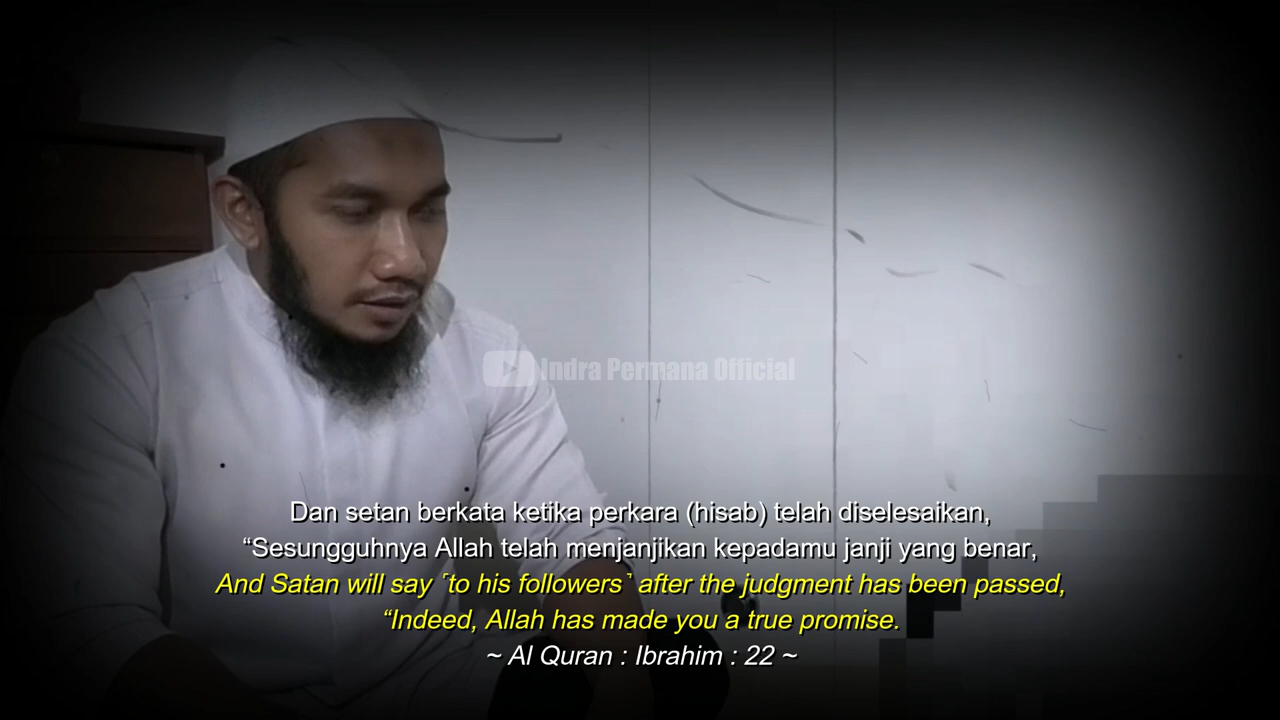 Indra Permana Official
Dan setan berkata ketika perkara (hisab) telah diselesaikan,
“Sesungguhnya Allah telah menjanjikan kepadamu janji yang benar,
And Satan will say ˹to his followers˺ after the judgment has been passed,
“Indeed, Allah has made you a true promise.
~ Al Quran : Ibrahim : 22 ~